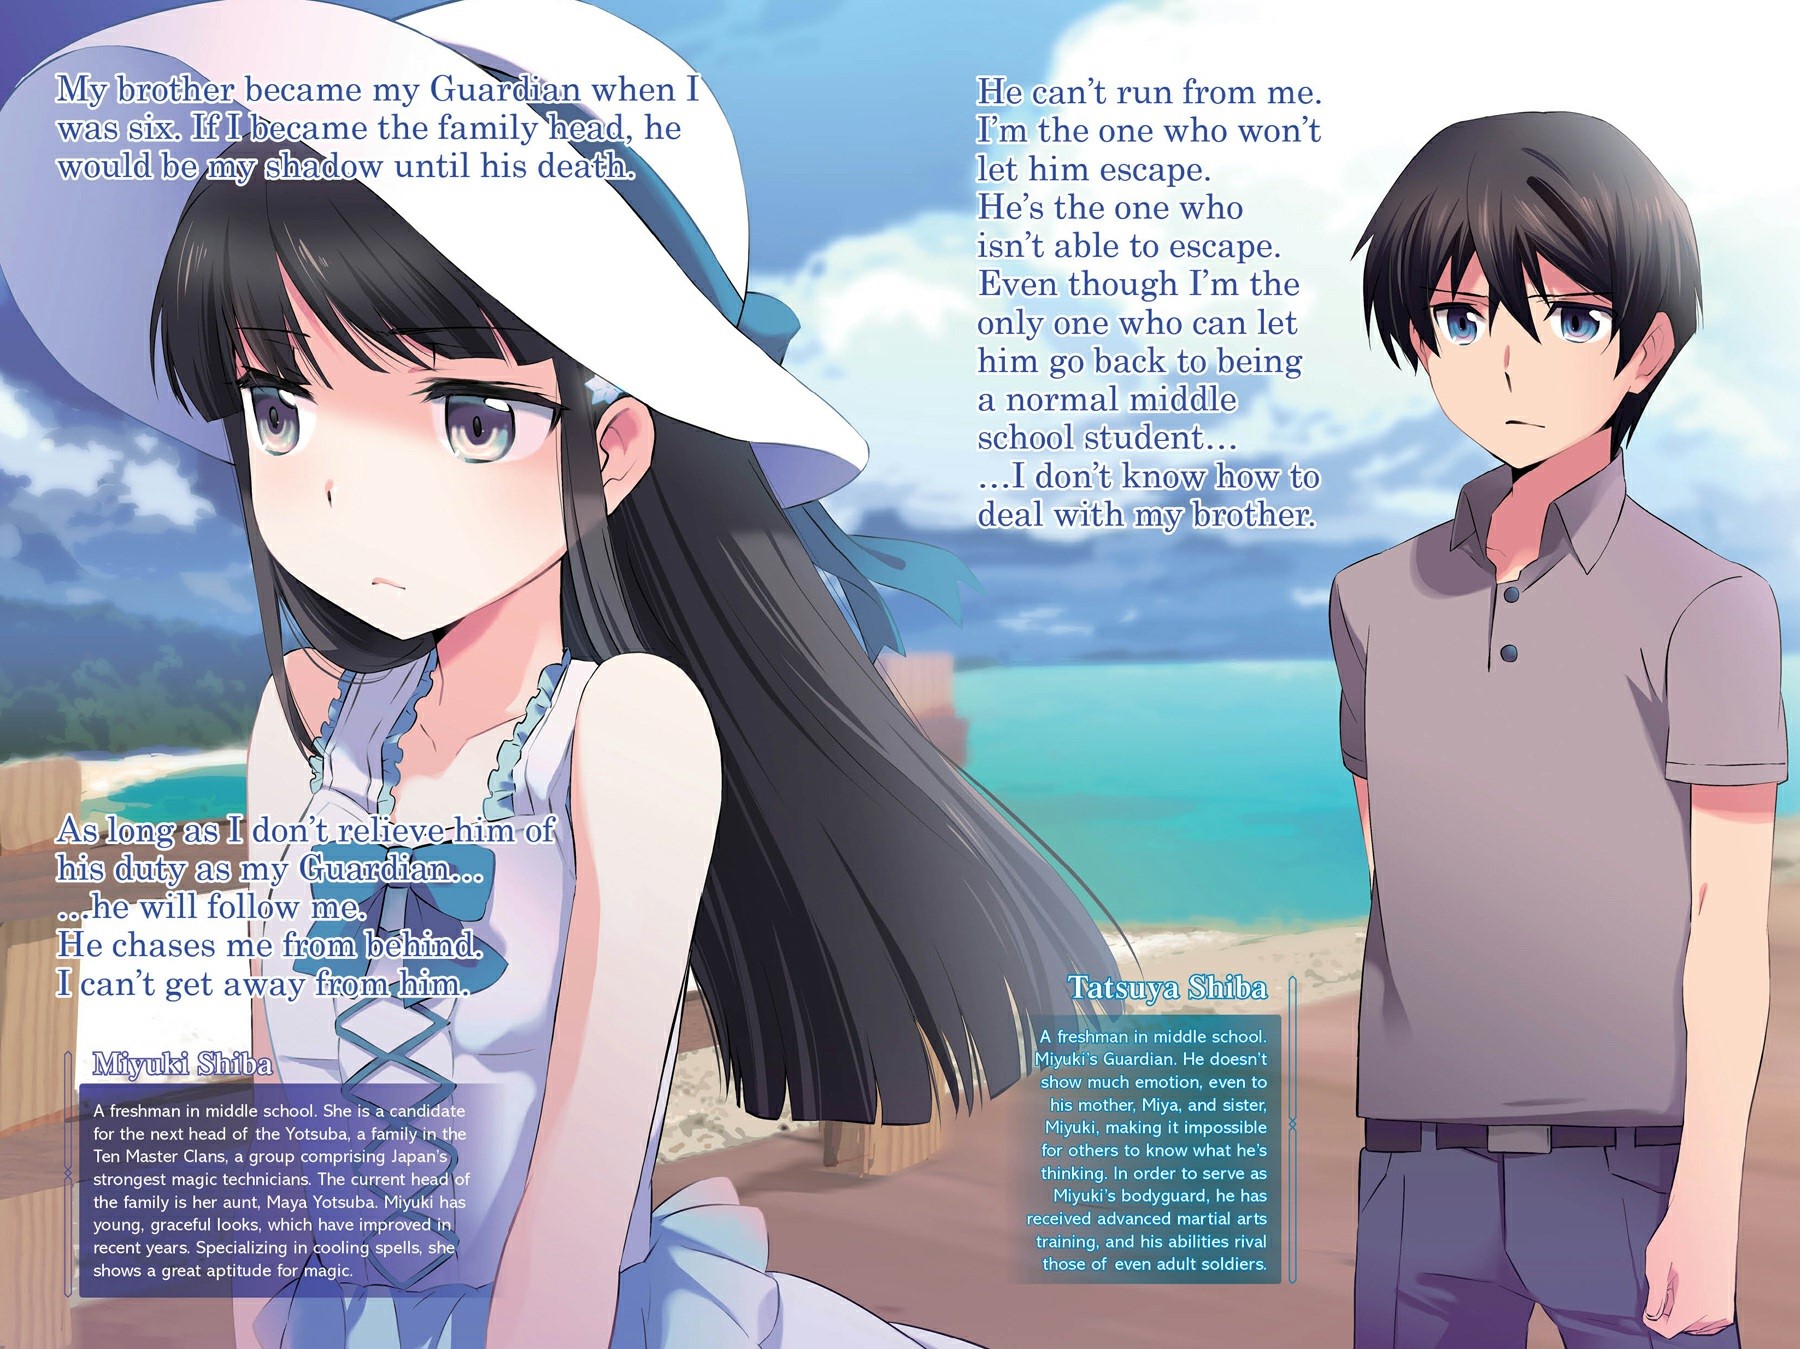 My brother became my Guardian when I
was six. If I became the family head, he
would be my shadow until his death.
As long as I don't relieve him of
his duty as my Guardian...
...he will follow me.
He chases me from behind.
I can't get away from him.
Miyuki Shiba
A freshman in middle school. She is a candidate
for the next head of the Yotsuba, a family in the
Ten Master Clans, a group comprising Japan's
strongest magic technicians. The current head of
the family is her aunt, Maya Yotsuba. Miyuki has
young, graceful looks, which have improved in
recent years. Specializing in cooling spells, she
shows a great aptitude for magic.
He can't run from me.
I'm the one who won't
let him escape.
He's the one who
isn't able to escape.
Even though I'm the
only one who can let
him go back to being
a normal middle
school student...
...I don't know how to
deal with my brother.
Tatsuya Shiba
A freshman in middle school.
Miyuki's Guardian. He doesn't
show much emotion, even to
his mother, Miya, and sister,
Miyuki, making it impossible
for others to know what he's
thinking. In order to serve as
Miyuki's bodyguard, he has
received advanced martial arts
training, and his abilities rival
those of even adult soldiers.